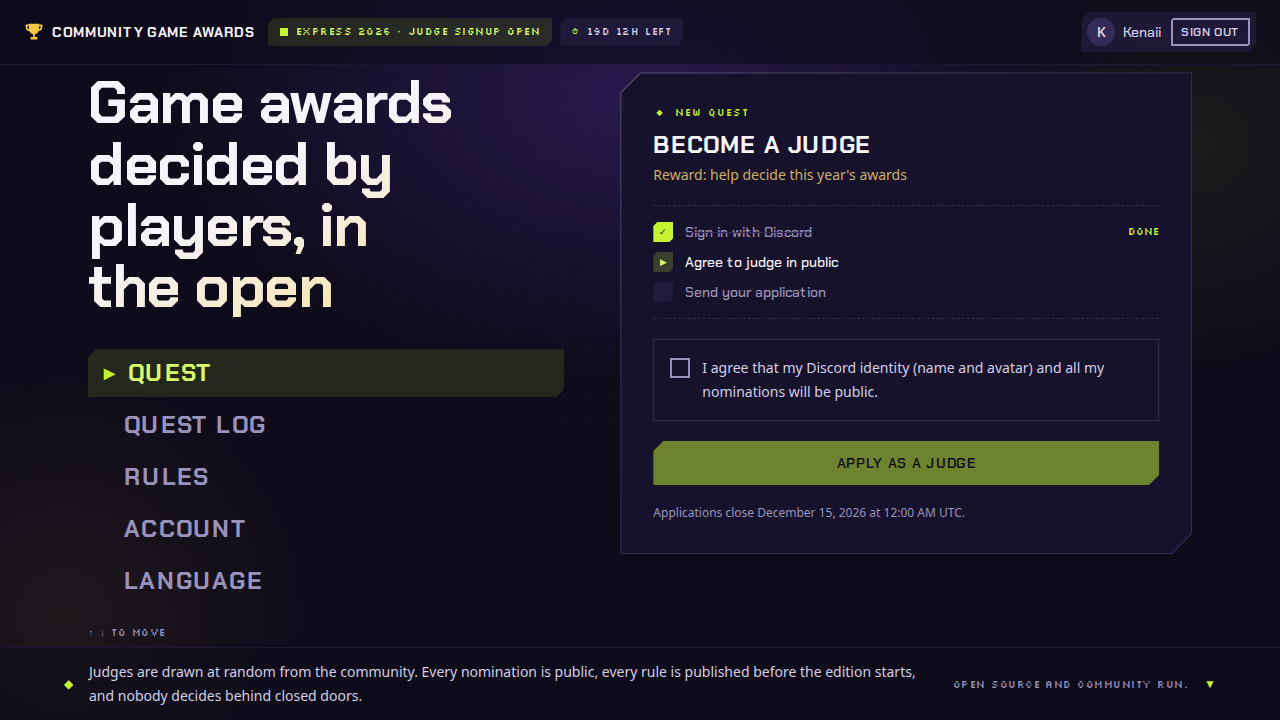 COMMUNITY GAME AWARDS
EXPRESS 2026 · JUDGE SIGNUP OPEN
19D 12H LEFT
K
Kenaii
SIGN OUT
Game awards
decided by
players, in
the open
▶ QUEST
QUEST LOG
RULES
ACCOUNT
LANGUAGE
↑ ↓ TO MOVE
◆ NEW QUEST
BECOME A JUDGE
Reward: help decide this year's awards
✓ Sign in with Discord
DONE
▶ Agree to judge in public
Send your application
I agree that my Discord identity (name and avatar) and all my
nominations will be public.
APPLY AS A JUDGE
Applications close December 15, 2026 at 12:00 AM UTC.
◆ Judges are drawn at random from the community. Every nomination is public, every rule is published before the edition starts,
and nobody decides behind closed doors.
OPEN SOURCE AND COMMUNITY RUN. ▼